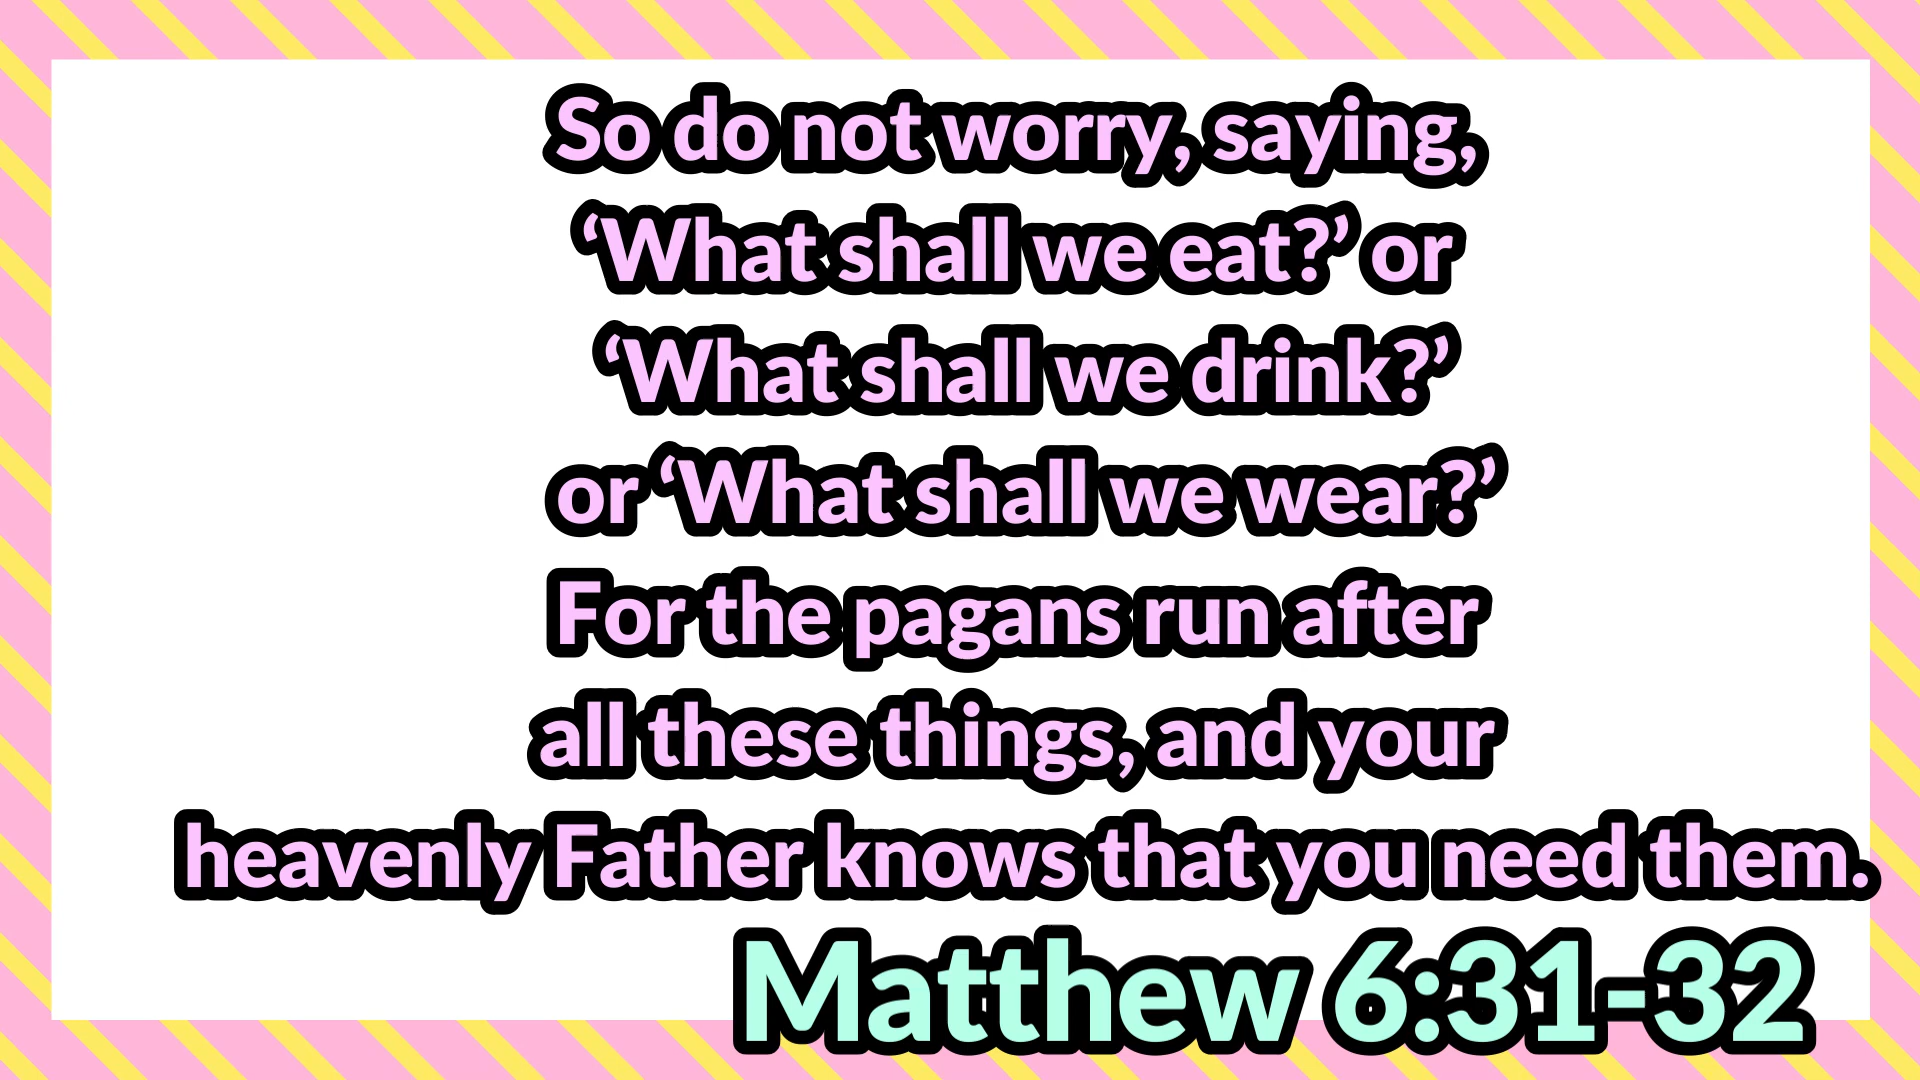 So do not worry, saying,
‘What shall we eat?’ or
‘What shall we drink?’
or ‘What shall we wear?’
For the pagans run after
all these things, and your
heavenly Father knows that you need them.
Matthew 6:31-32